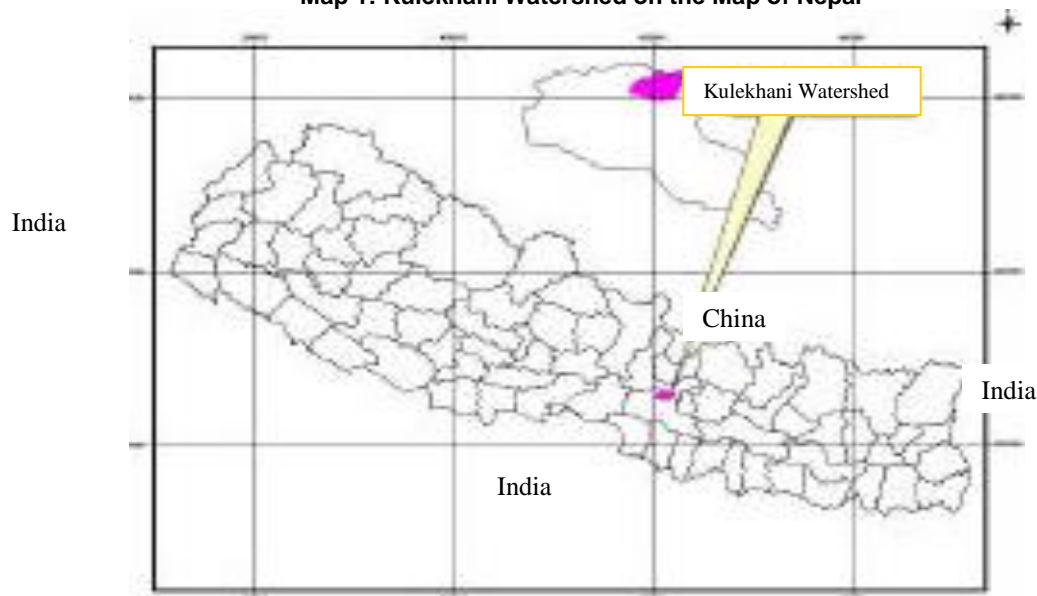 Map 1: Kulekhani Watershed on the Map of Nepal
Kulekhani Watershed
India
China
India
India